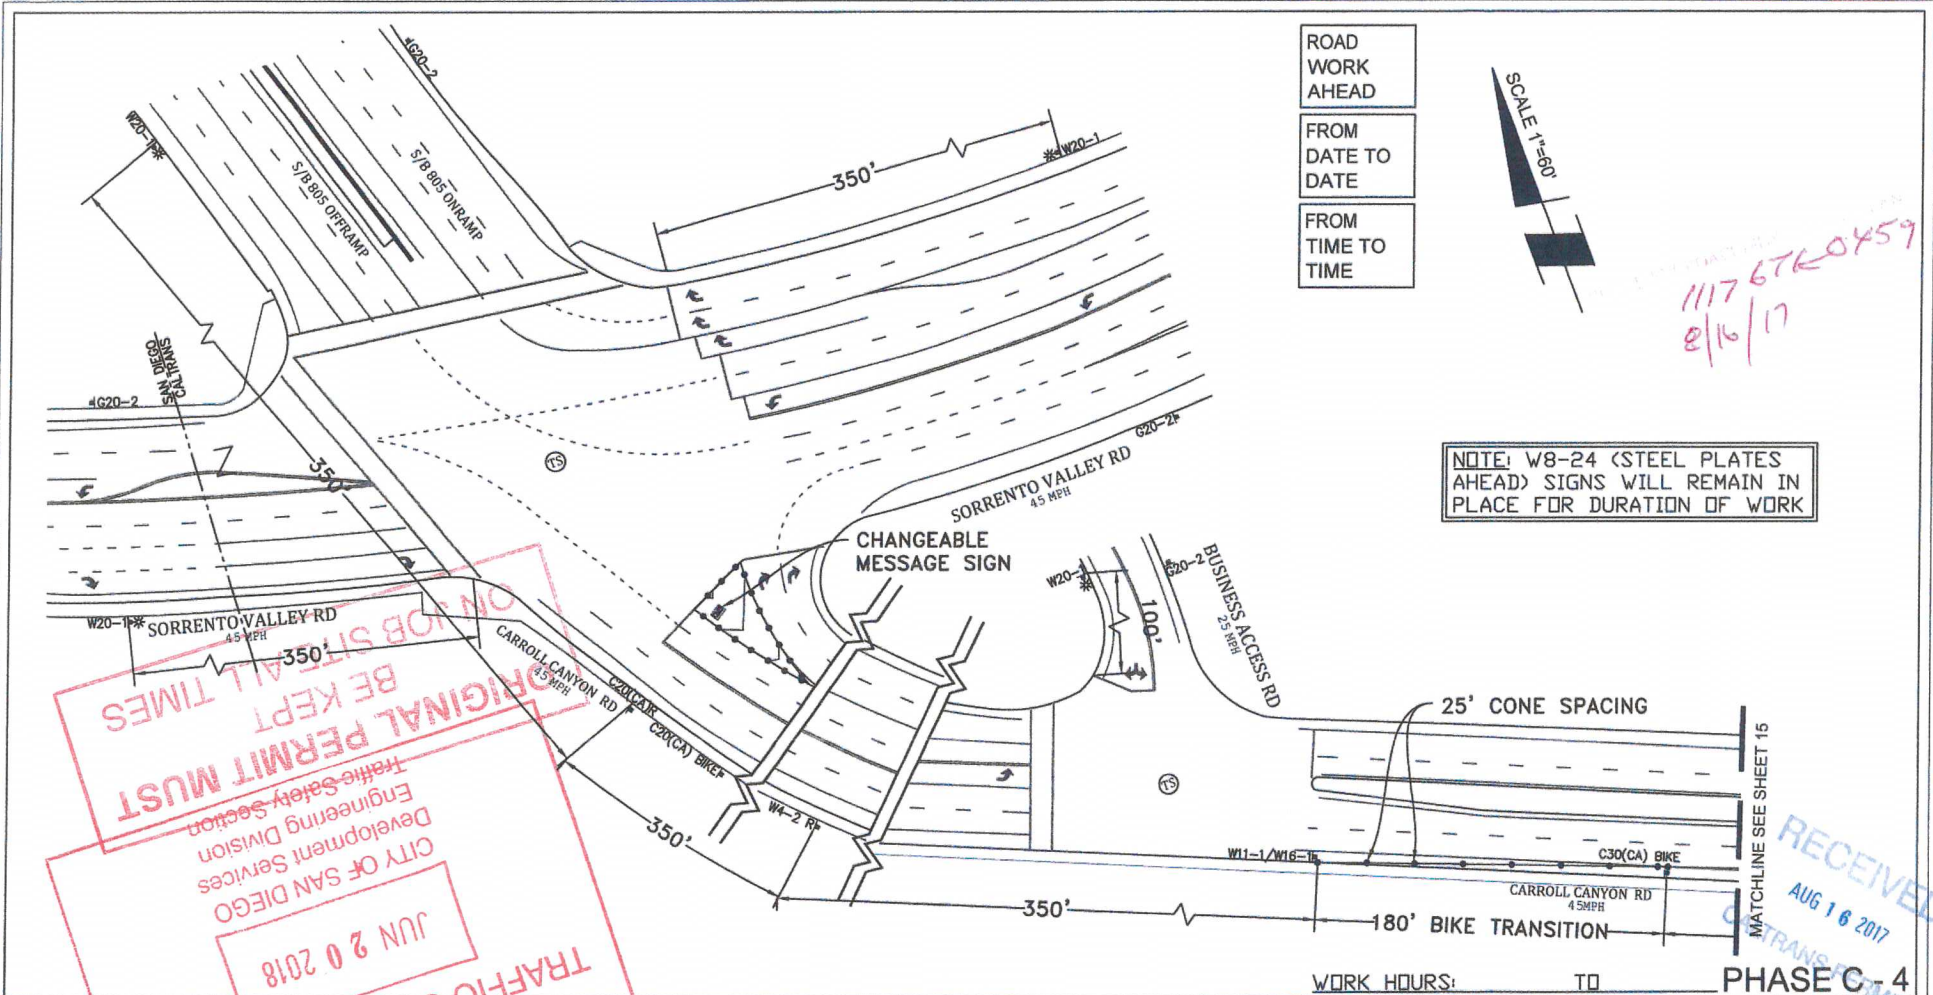 G20-2
W20-1
S/B 805 OFFRAMP
S/B 805 ONRAMP
350'
W20-1
ROAD
WORK
AHEAD
FROM
DATE TO
DATE
FROM
TIME TO
TIME
SCALE 1"=60'
8/16/17
350'
SAN DIEGO
CALTRANS
G20-2
TS
G20-2
SORRENTO VALLEY RD
45 MPH
NOTE: W8-24 (STEEL PLATES
AHEAD) SIGNS WILL REMAIN IN
PLACE FOR DURATION OF WORK
CHANGEABLE
MESSAGE SIGN
W20-1
100'
G20-2
BUSINESS ACCESS RD
25 MPH
W20-1
SORRENTO VALLEY RD
45 MPH
350'
CARROLL CANYON RD
45 MPH
C20(CA)R
C20(CA) BIKE
W4-2 R
350'
25' CONE SPACING
TS
W11-1/W16-1
C30(CA) BIKE
CARROLL CANYON RD
45MPH
350'
180' BIKE TRANSITION
MATCHLINE SEE SHEET 15
ORIGINAL PERMIT MUST
BE KEPT
ON JOB SITE ALL TIMES
TRAFFIC
JUN 20 2018
CITY OF SAN DIEGO
Development Services
Engineering Division
Traffic Safety Section
RECEIVED
AUG 16 2017
CALTRANS
WORK HOURS: TO
PHASE C - 4